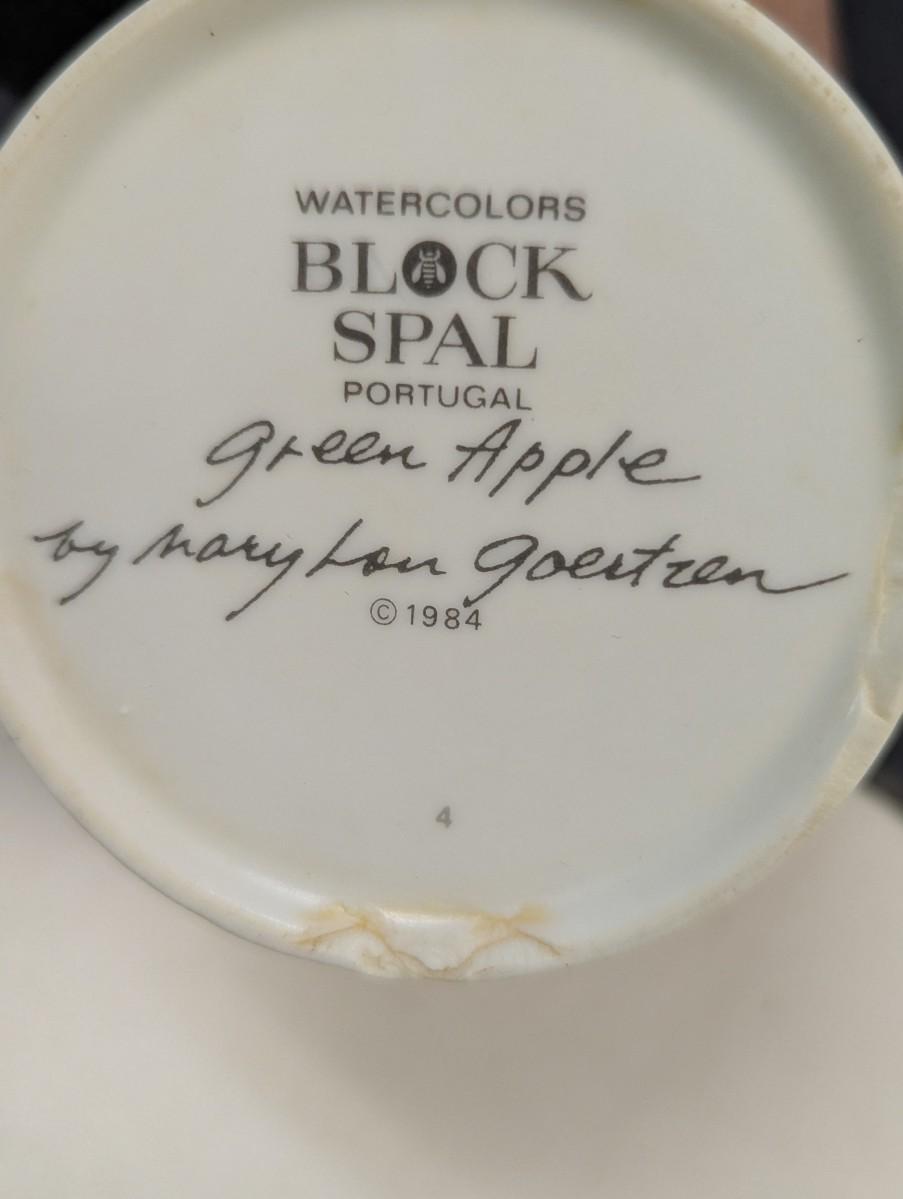 WATERCOLORS
BLOCK
SPAL
PORTUGAL
Green Apple
by Mary Lou Goertzen
© 1984
4